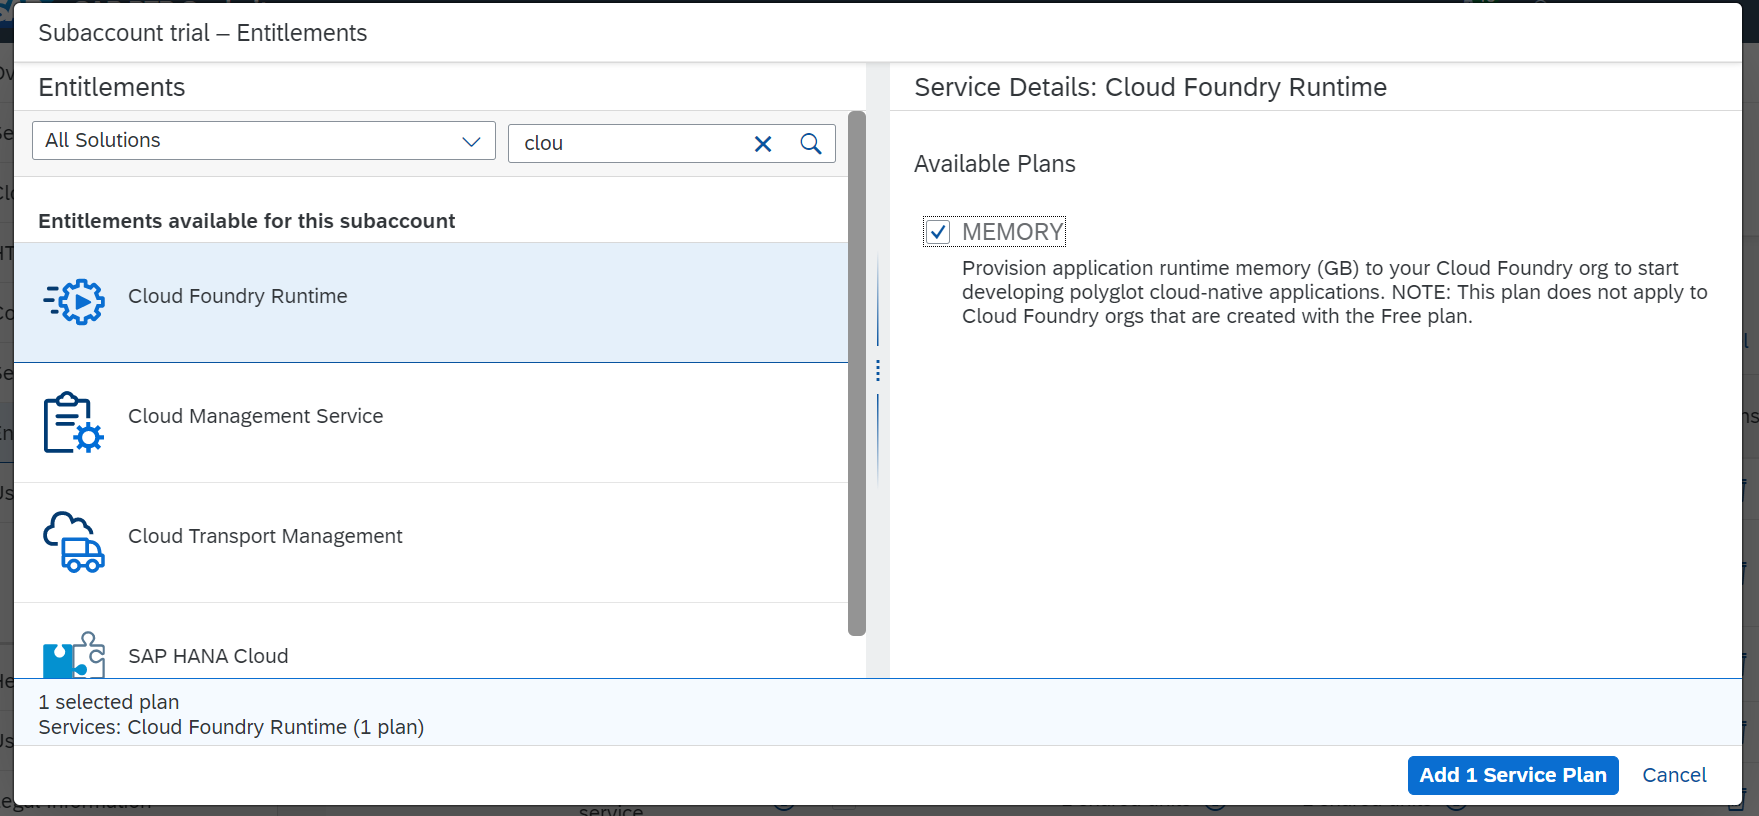 Subaccount trial – Entitlements
Entitlements
All Solutions
clou
Entitlements available for this subaccount
Cloud Foundry Runtime
Cloud Management Service
Cloud Transport Management
SAP HANA Cloud
Service Details: Cloud Foundry Runtime
Available Plans
MEMORY
Provision application runtime memory (GB) to your Cloud Foundry org to start
developing polyglot cloud-native applications. NOTE: This plan does not apply to
Cloud Foundry orgs that are created with the Free plan.
1 selected plan
Services: Cloud Foundry Runtime (1 plan)
Add 1 Service Plan
Cancel
service